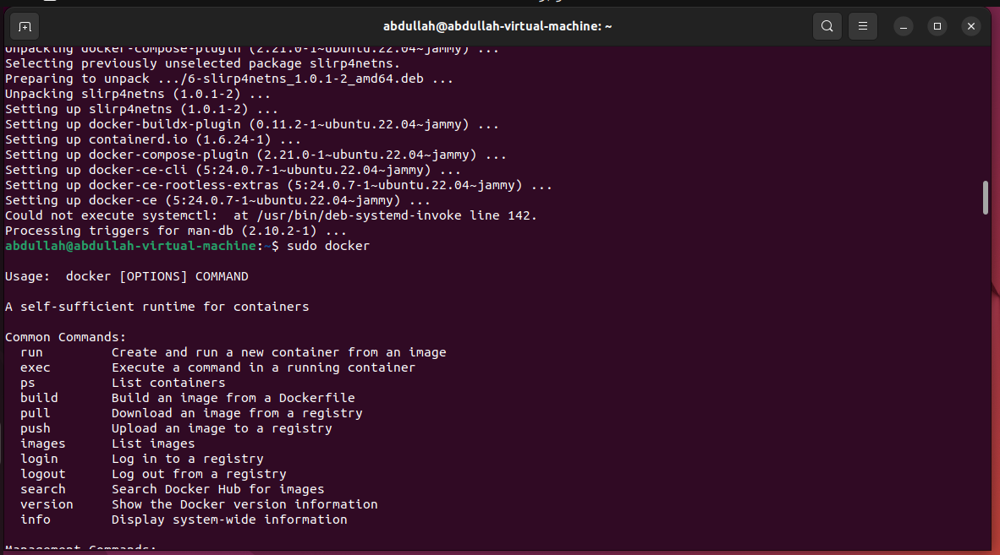 abdullah@abdullah-virtual-machine: ~
Unpacking docker-compose-plugin (2.21.0-1~ubuntu.22.04~jammy) ...
Selecting previously unselected package slirp4netns.
Preparing to unpack .../6-slirp4netns_1.0.1-2_amd64.deb ...
Unpacking slirp4netns (1.0.1-2) ...
Setting up slirp4netns (1.0.1-2) ...
Setting up docker-buildx-plugin (0.11.2-1~ubuntu.22.04~jammy) ...
Setting up containerd.io (1.6.24-1) ...
Setting up docker-compose-plugin (2.21.0-1~ubuntu.22.04~jammy) ...
Setting up docker-ce-cli (5:24.0.7-1~ubuntu.22.04~jammy) ...
Setting up docker-ce-rootless-extras (5:24.0.7-1~ubuntu.22.04~jammy) ...
Setting up docker-ce (5:24.0.7-1~ubuntu.22.04~jammy) ...
Could not execute systemctl:  at /usr/bin/deb-systemd-invoke line 142.
Processing triggers for man-db (2.10.2-1) ...
abdullah@abdullah-virtual-machine:~$ sudo docker
Usage:  docker [OPTIONS] COMMAND
A self-sufficient runtime for containers
Common Commands:
  run         Create and run a new container from an image
  exec        Execute a command in a running container
  ps          List containers
  build       Build an image from a Dockerfile
  pull        Download an image from a registry
  push        Upload an image to a registry
  images      List images
  login       Log in to a registry
  logout      Log out from a registry
  search      Search Docker Hub for images
  version     Show the Docker version information
  info        Display system-wide information
Management Commands: